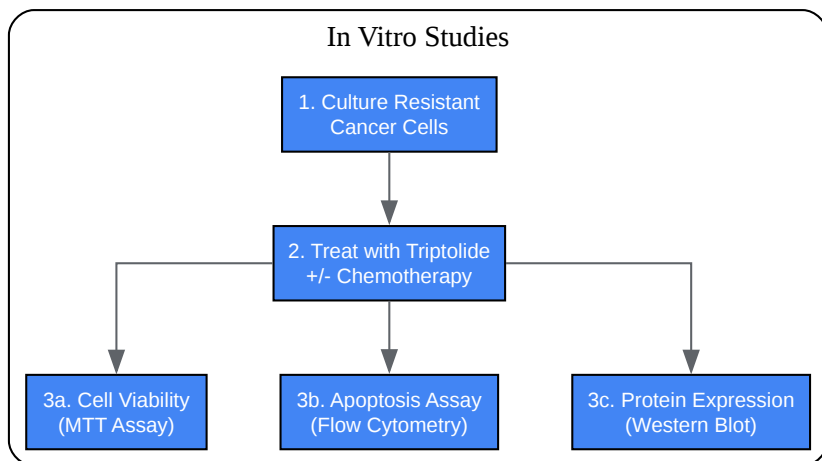 In Vitro Studies
1. Culture Resistant
Cancer Cells
2. Treat with Triptolide
+/- Chemotherapy
3a. Cell Viability
(MTT Assay)
3b. Apoptosis Assay
(Flow Cytometry)
3c. Protein Expression
(Western Blot)